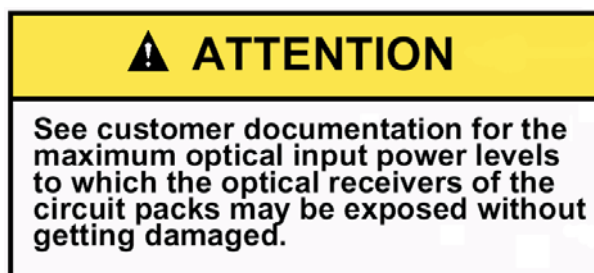 ATTENTION
See customer documentation for the
maximum optical input power levels
to which the optical receivers of the
circuit packs may be exposed without
getting damaged.